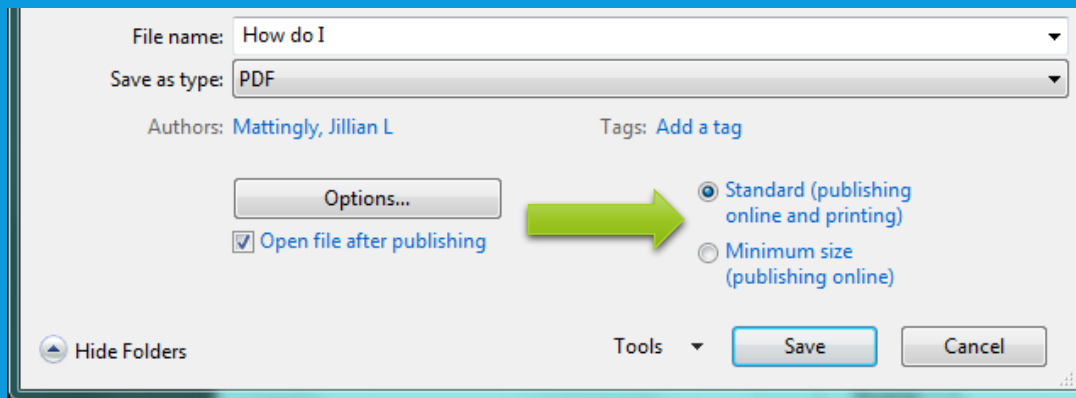 File name: How do I
Save as type: PDF
Authors: Mattingly, Jillian L Tags: Add a tag
Options...
Open file after publishing
Standard (publishing
online and printing)
Minimum size
(publishing online)
Hide Folders
Tools Save Cancel